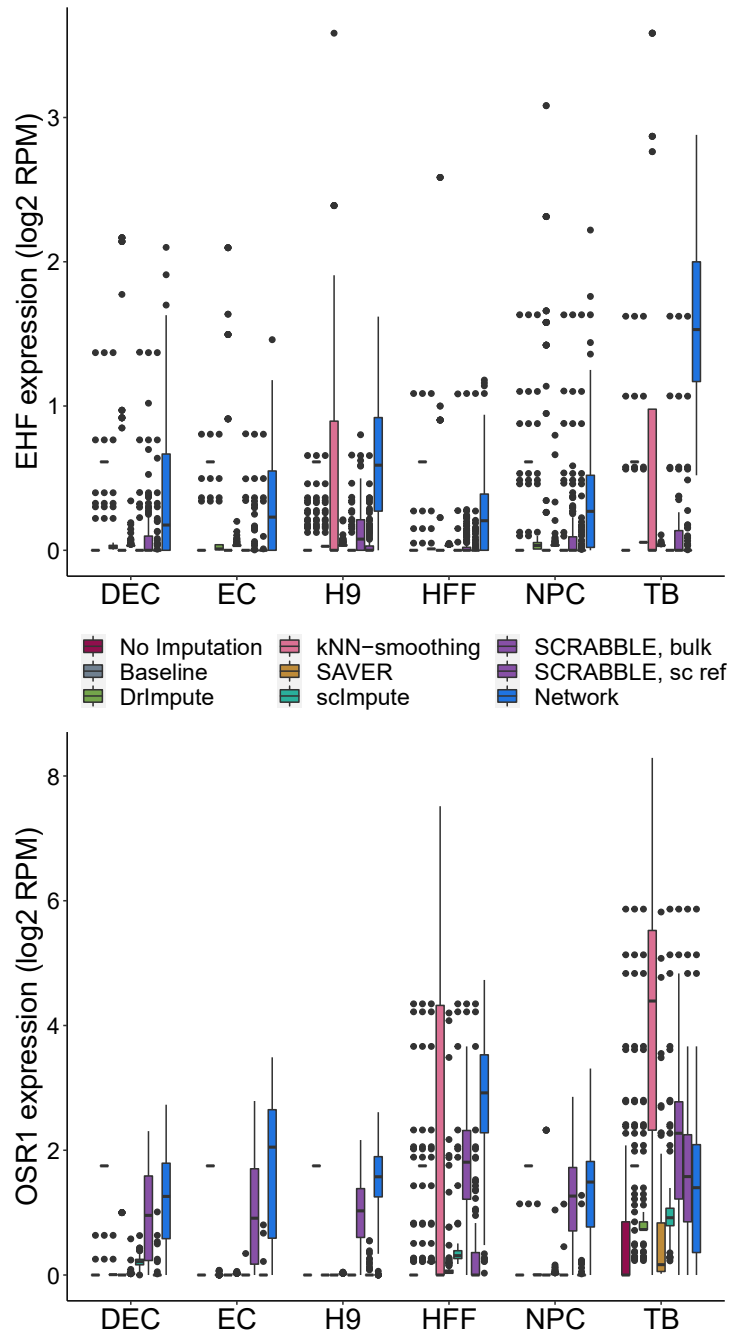 EHF expression (log2 RPM)
3
2
1
0
DEC EC H9 HFF NPC TB
No Imputation kNN−smoothing SCRABBLE, bulk
Baseline SAVER SCRABBLE, sc ref
DrImpute scImpute Network
OSR1 expression (log2 RPM)
8
6
4
2
0
DEC EC H9 HFF NPC TB